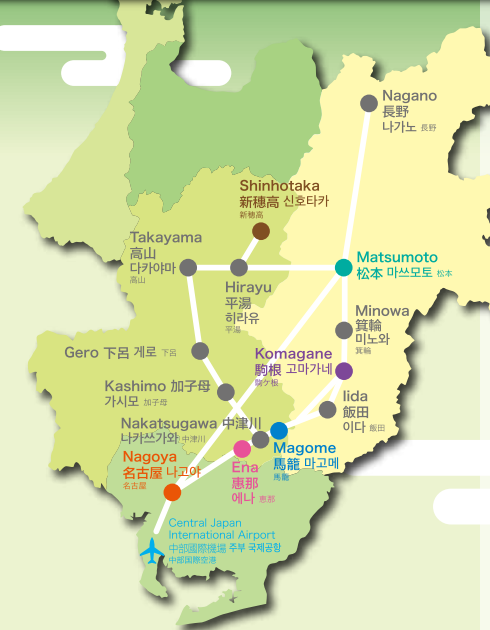 Nagano
長野
나가노 長野
Shinhotaka
新穗高 신호타카
新穂高
Takayama
高山
다카야마
高山
Hirayu
平湯
히라유
平湯
Matsumoto
松本 마쓰모토 松本
Minowa
箕輪
미노와
箕輪
Gero 下呂 게로 下呂
Komagane
駒根 고마가네
駒ケ根
Kashimo 加子母
가시모 加子母
Iida
飯田
이다 飯田
Nakatsugawa 中津川
나카쓰가와 中津川
Magome
馬籠 마고메
馬籠
Nagoya
名古屋 나고야
名古屋
Ena
惠那
에나 恵那
Central Japan
International Airport
中部國際機場 주부 국제공항
中部国際空港